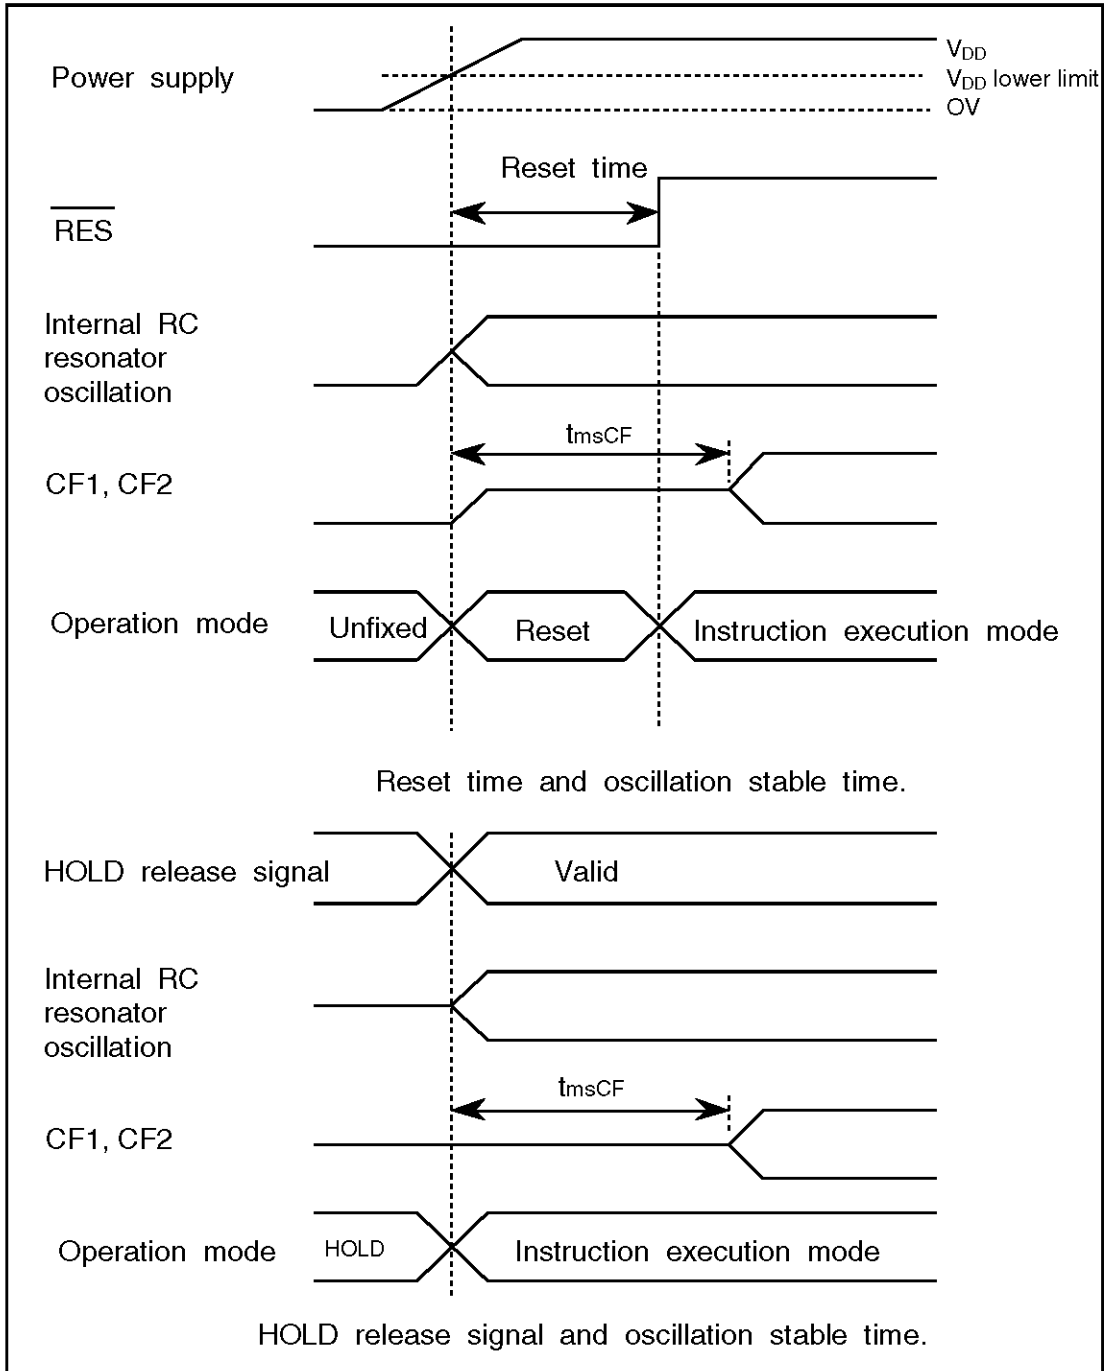 Power supply
VDD
VDD lower limit
OV
Reset time
RES
Internal RC
resonator
oscillation
tmsCF
CF1, CF2
Operation mode
Unfixed
Reset
Instruction execution mode
Reset time and oscillation stable time.
HOLD release signal
Valid
Internal RC
resonator
oscillation
tmsCF
CF1, CF2
Operation mode
HOLD
Instruction execution mode
HOLD release signal and oscillation stable time.